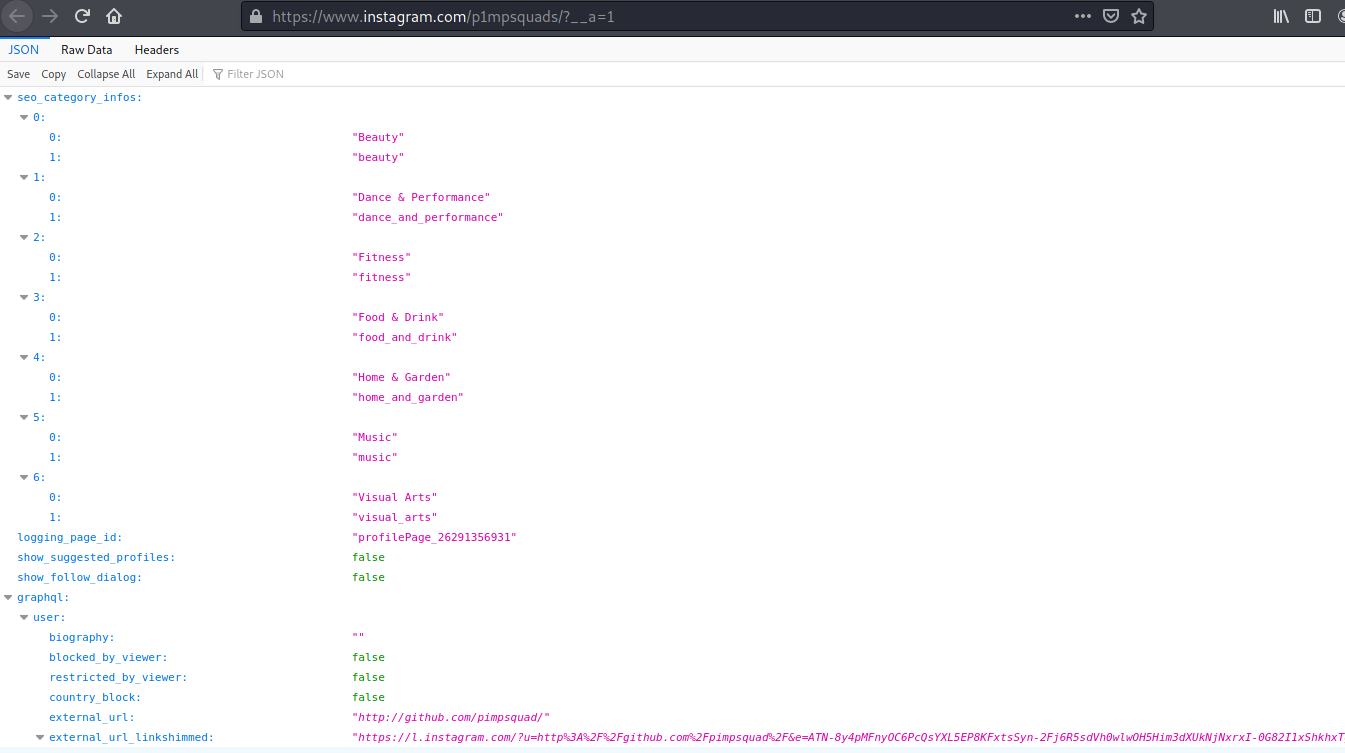 https://www.instagram.com/p1mpsquads/?__a=1
JSON Raw Data Headers
Save Copy Collapse All Expand All Filter JSON
seo_category_infos:
0:
0: "Beauty"
1: "beauty"
1:
0: "Dance & Performance"
1: "dance_and_performance"
2:
0: "Fitness"
1: "fitness"
3:
0: "Food & Drink"
1: "food_and_drink"
4:
0: "Home & Garden"
1: "home_and_garden"
5:
0: "Music"
1: "music"
6:
0: "Visual Arts"
1: "visual_arts"
logging_page_id: "profilePage_26291356931"
show_suggested_profiles: false
show_follow_dialog: false
graphql:
user:
biography: ""
blocked_by_viewer: false
restricted_by_viewer: false
country_block: false
external_url: "http://github.com/pimpsquad/"
external_url_linkshimmed: "https://l.instagram.com/?u=http%3A%2F%2Fgithub.com%2Fpimpsquad%2F&e=ATN-8y4pMFnyOC6PcQsYXL5EP8KFxtsSyn-2Fj6R5sdVh0wlwQH5Him3dXUkNjNxrxI-0G82I1xShkhxT